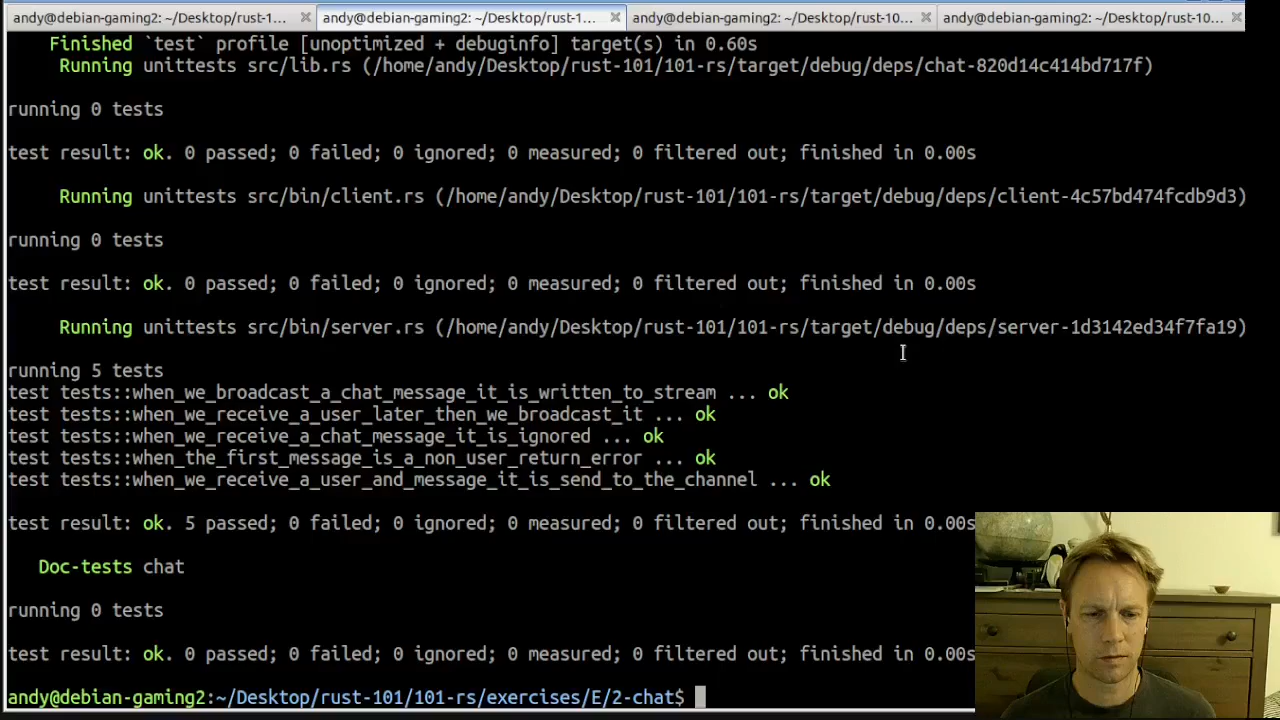 andy@debian-gaming2: ~/Desktop/rust-1... andy@debian-gaming2: ~/Desktop/rust-1... andy@debian-gaming2: ~/Desktop/rust-10... andy@debian-gaming2: ~/Desktop/rust-10...
Finished `test` profile [unoptimized + debuginfo] target(s) in 0.60s
Running unittests src/lib.rs (/home/andy/Desktop/rust-101/101-rs/target/debug/deps/chat-820d14c414bd717f)
running 0 tests
test result: ok. 0 passed; 0 failed; 0 ignored; 0 measured; 0 filtered out; finished in 0.00s
Running unittests src/bin/client.rs (/home/andy/Desktop/rust-101/101-rs/target/debug/deps/client-4c57bd474fcdb9d3)
running 0 tests
test result: ok. 0 passed; 0 failed; 0 ignored; 0 measured; 0 filtered out; finished in 0.00s
Running unittests src/bin/server.rs (/home/andy/Desktop/rust-101/101-rs/target/debug/deps/server-1d3142ed34f7fa19)
running 5 tests
test tests::when_we_broadcast_a_chat_message_it_is_written_to_stream ... ok
test tests::when_we_receive_a_user_later_then_we_broadcast_it ... ok
test tests::when_we_receive_a_chat_message_it_is_ignored ... ok
test tests::when_the_first_message_is_a_non_user_return_error ... ok
test tests::when_we_receive_a_user_and_message_it_is_send_to_the_channel ... ok
test result: ok. 5 passed; 0 failed; 0 ignored; 0 measured; 0 filtered out; finished in 0.00s
Doc-tests chat
running 0 tests
test result: ok. 0 passed; 0 failed; 0 ignored; 0 measured; 0 filtered out; finished in 0.00s
andy@debian-gaming2:~/Desktop/rust-101/101-rs/exercises/E/2-chat$